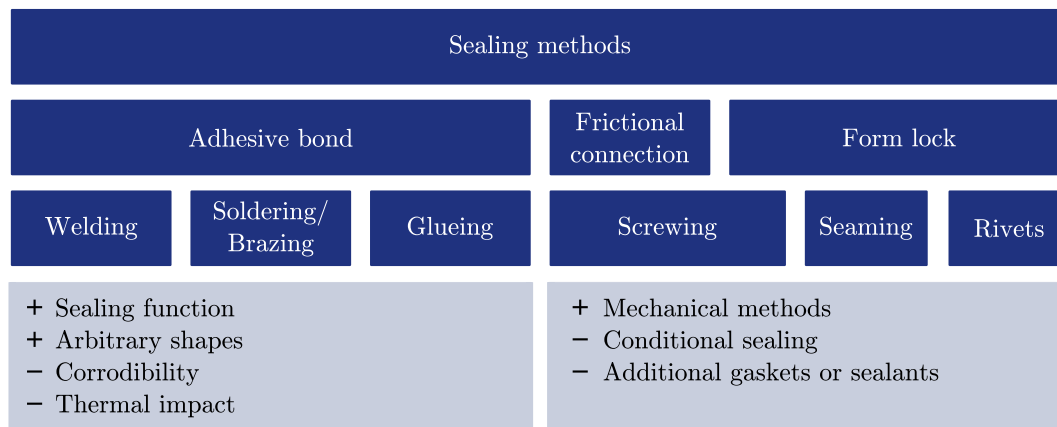 Sealing methods
Adhesive bond
Frictional
connection
Form lock
Welding
Soldering/
Brazing
Glueing
Screwing
Seaming
Rivets
+ Sealing function
+ Arbitrary shapes
− Corrodibility
− Thermal impact
+ Mechanical methods
− Conditional sealing
− Additional gaskets or sealants